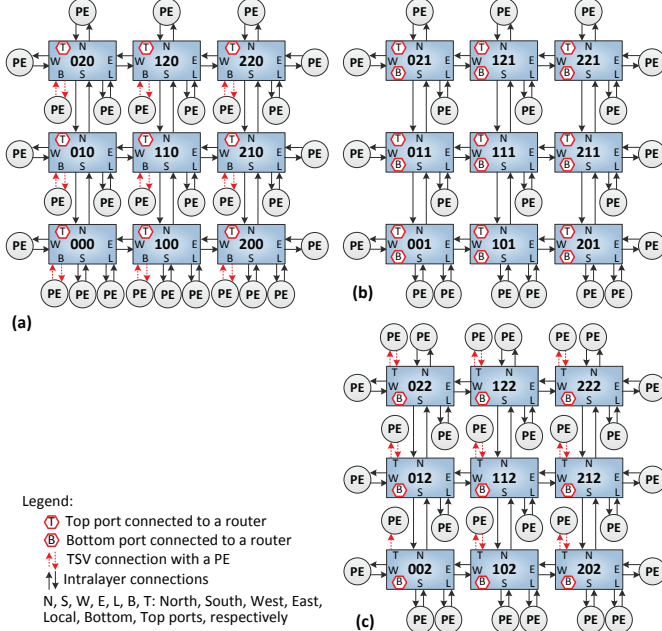 PE PE PE
T N T N T N
PE W 020 E W 120 E W 220 E PE
B S L B S L B S L
PE PE PE PE PE PE
T N T N T N
PE W 010 E W 110 E W 210 E PE
B S L B S L B S L
PE PE PE PE PE PE
T N T N T N
PE W 000 E W 100 E W 200 E PE
B S L B S L B S L
PE PE PE PE PE PE PE PE PE
(a)
PE PE PE
T N T N T N
PE W 021 E W 121 E W 221 E PE
B S L B S L B S L
PE PE PE
T N T N T N
PE W 011 E W 111 E W 211 E PE
B S L B S L B S L
PE PE PE
T N T N T N
PE W 001 E W 101 E W 201 E PE
B S L B S L B S L
PE PE PE PE PE PE
(b)
PE PE PE PE PE PE
T N T N T N
PE W 022 E W 122 E W 222 E PE
B S L B S L B S L
PE PE PE PE PE PE
T N T N T N
PE W 012 E W 112 E W 212 E PE
B S L B S L B S L
PE PE PE PE PE PE
T N T N T N
PE W 002 E W 102 E W 202 E PE
B S L B S L B S L
PE PE PE PE PE PE
(c)
Legend:
T Top port connected to a router
B Bottom port connected to a router
TSV connection with a PE
Intralayer connections
N, S, W, E, L, B, T: North, South, West, East,
Local, Bottom, Top ports, respectively